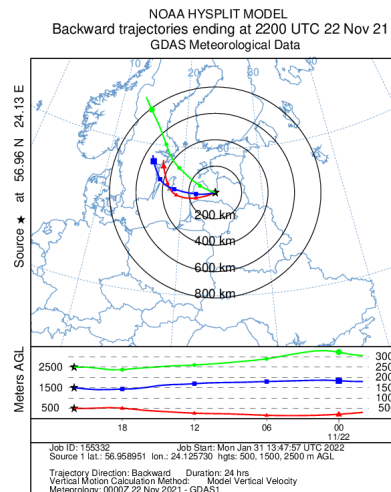 NOAA HYSPLIT MODEL
Backward trajectories ending at 2200 UTC 22 Nov 21
GDAS Meteorological Data
Source ★ at 56.96 N 24.13 E
200 km
400 km
600 km
800 km
Meters AGL
2500
1500
500
18
12
06
00
11/22
Job ID: 155332 Job Start: Mon Jan 31 13:47:57 UTC 2022
Source 1 lat: 56.958951 lon.: 24.125730 hgts: 500, 1500, 2500 m AGL
Trajectory Direction: Backward Duration: 24 hrs
Vertical Motion Calculation Method: Model Vertical Velocity
Meteorology: 0000Z 22 Nov 2021 - GDAS1